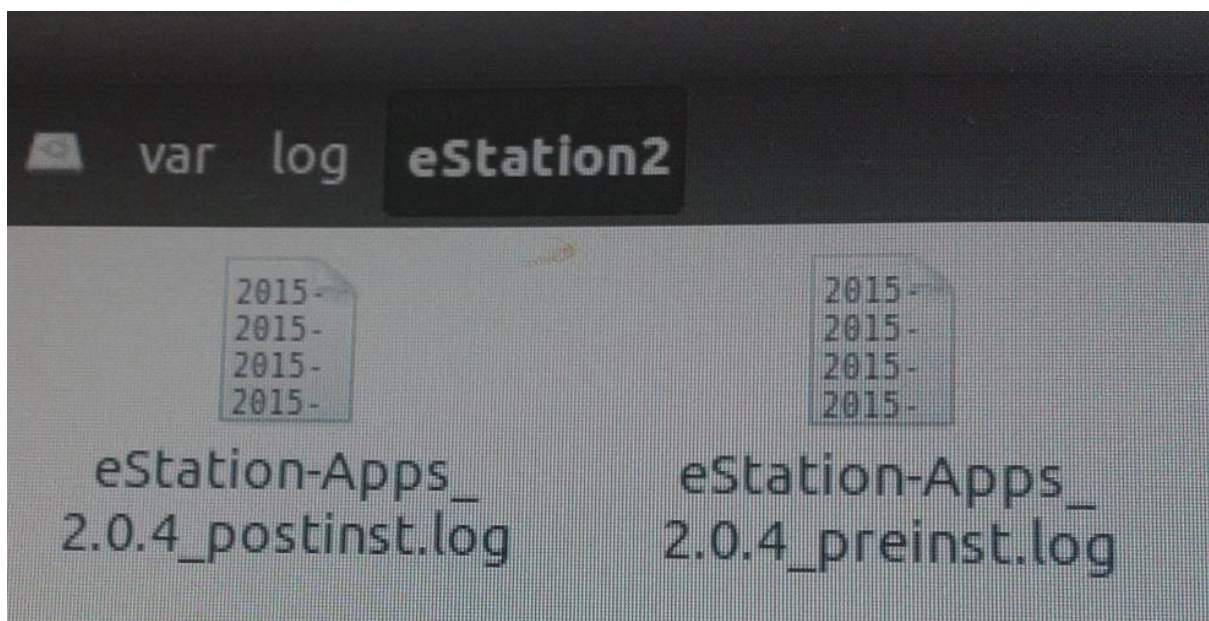 var log eStation2
2015-
2015-
2015-
2015-
eStation-Apps_
2.0.4_postinst.log
2015-
2015-
2015-
2015-
eStation-Apps_
2.0.4_preinst.log